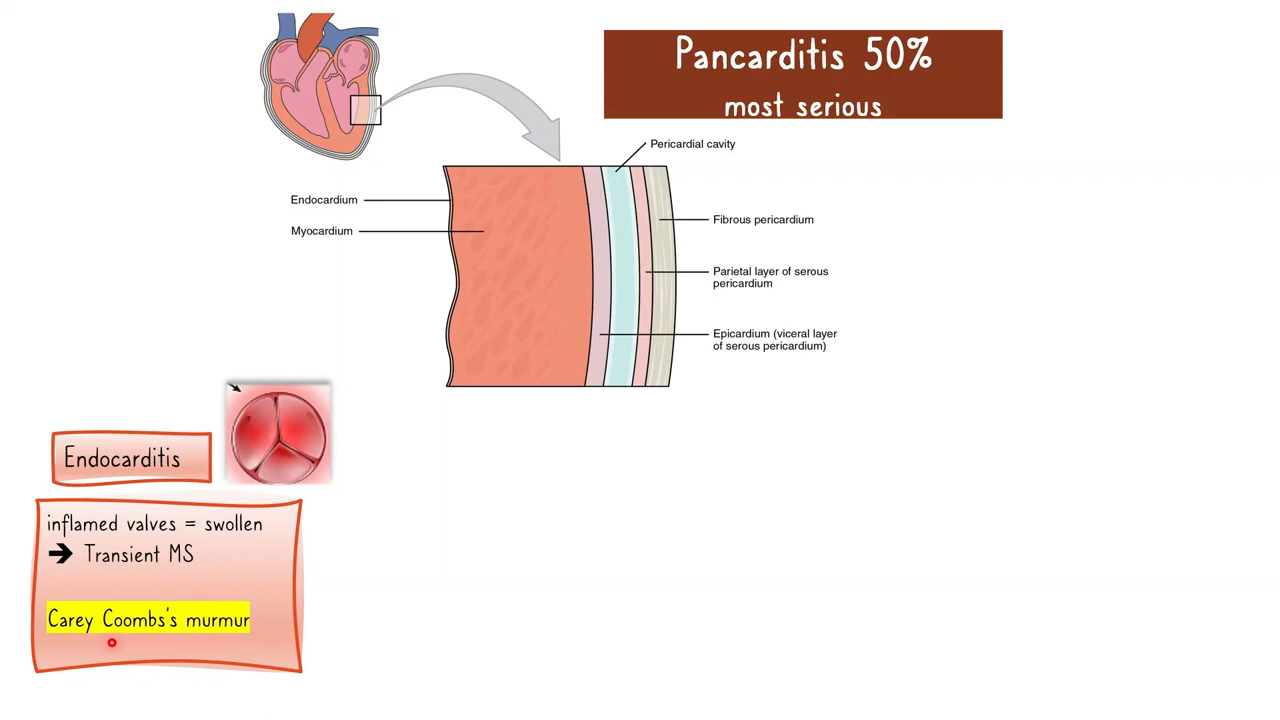 Pancarditis 50%
most serious
Pericardial cavity
Endocardium
Myocardium
Fibrous pericardium
Parietal layer of serous
pericardium
Epicardium (viceral layer
of serous pericardium)
Endocarditis
inflamed valves = swollen
➔ Transient MS
Carey Coombs's murmur